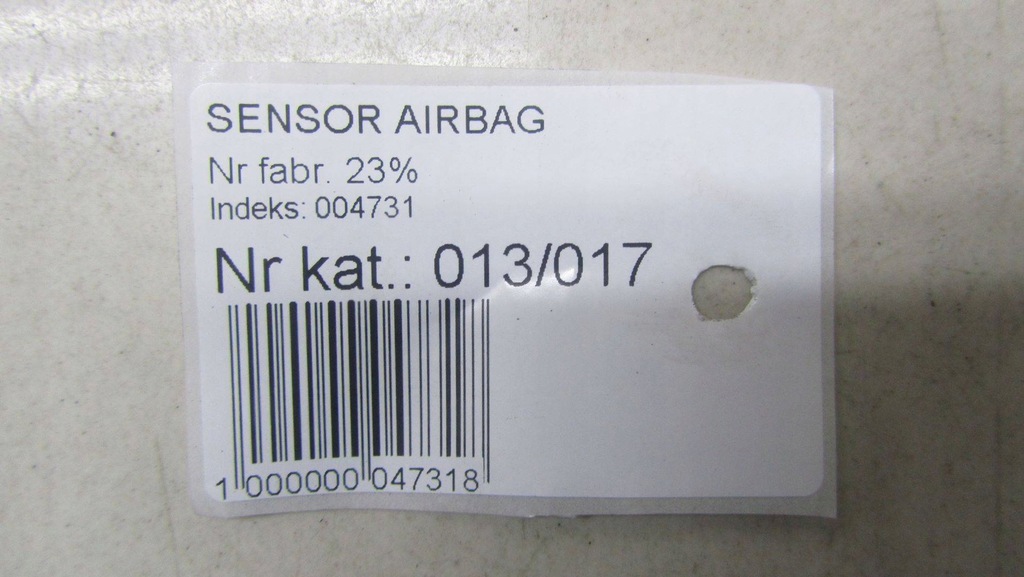 SENSOR AIRBAG
Nr fabr. 23%
Indeks: 004731
Nr kat.: 013/017
1 000000 047318